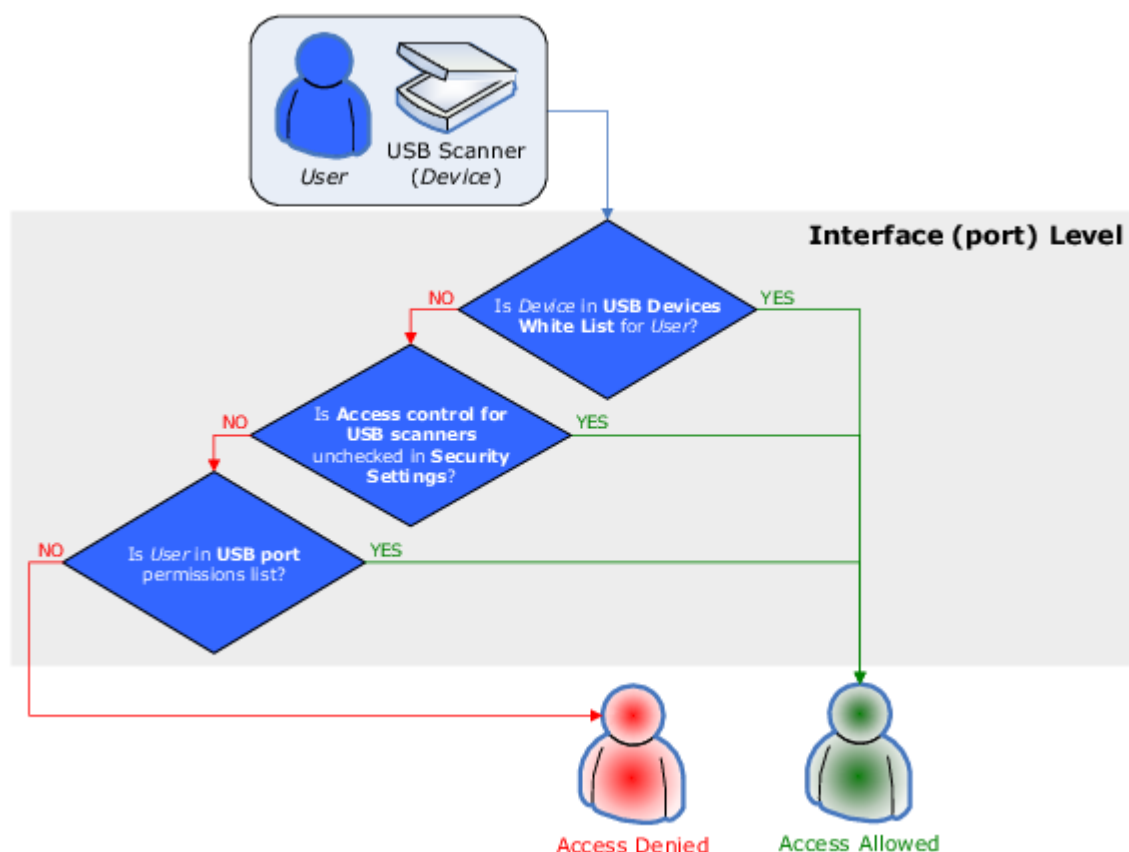 User
USB Scanner
(Device)
Interface (port) Level
NO
Is Device in USB Devices
White List for User?
YES
NO
Is Access control for
USB scanners
unchecked in Security
Settings?
YES
NO
Is User in USB port
permissions list?
YES
Access Denied
Access Allowed